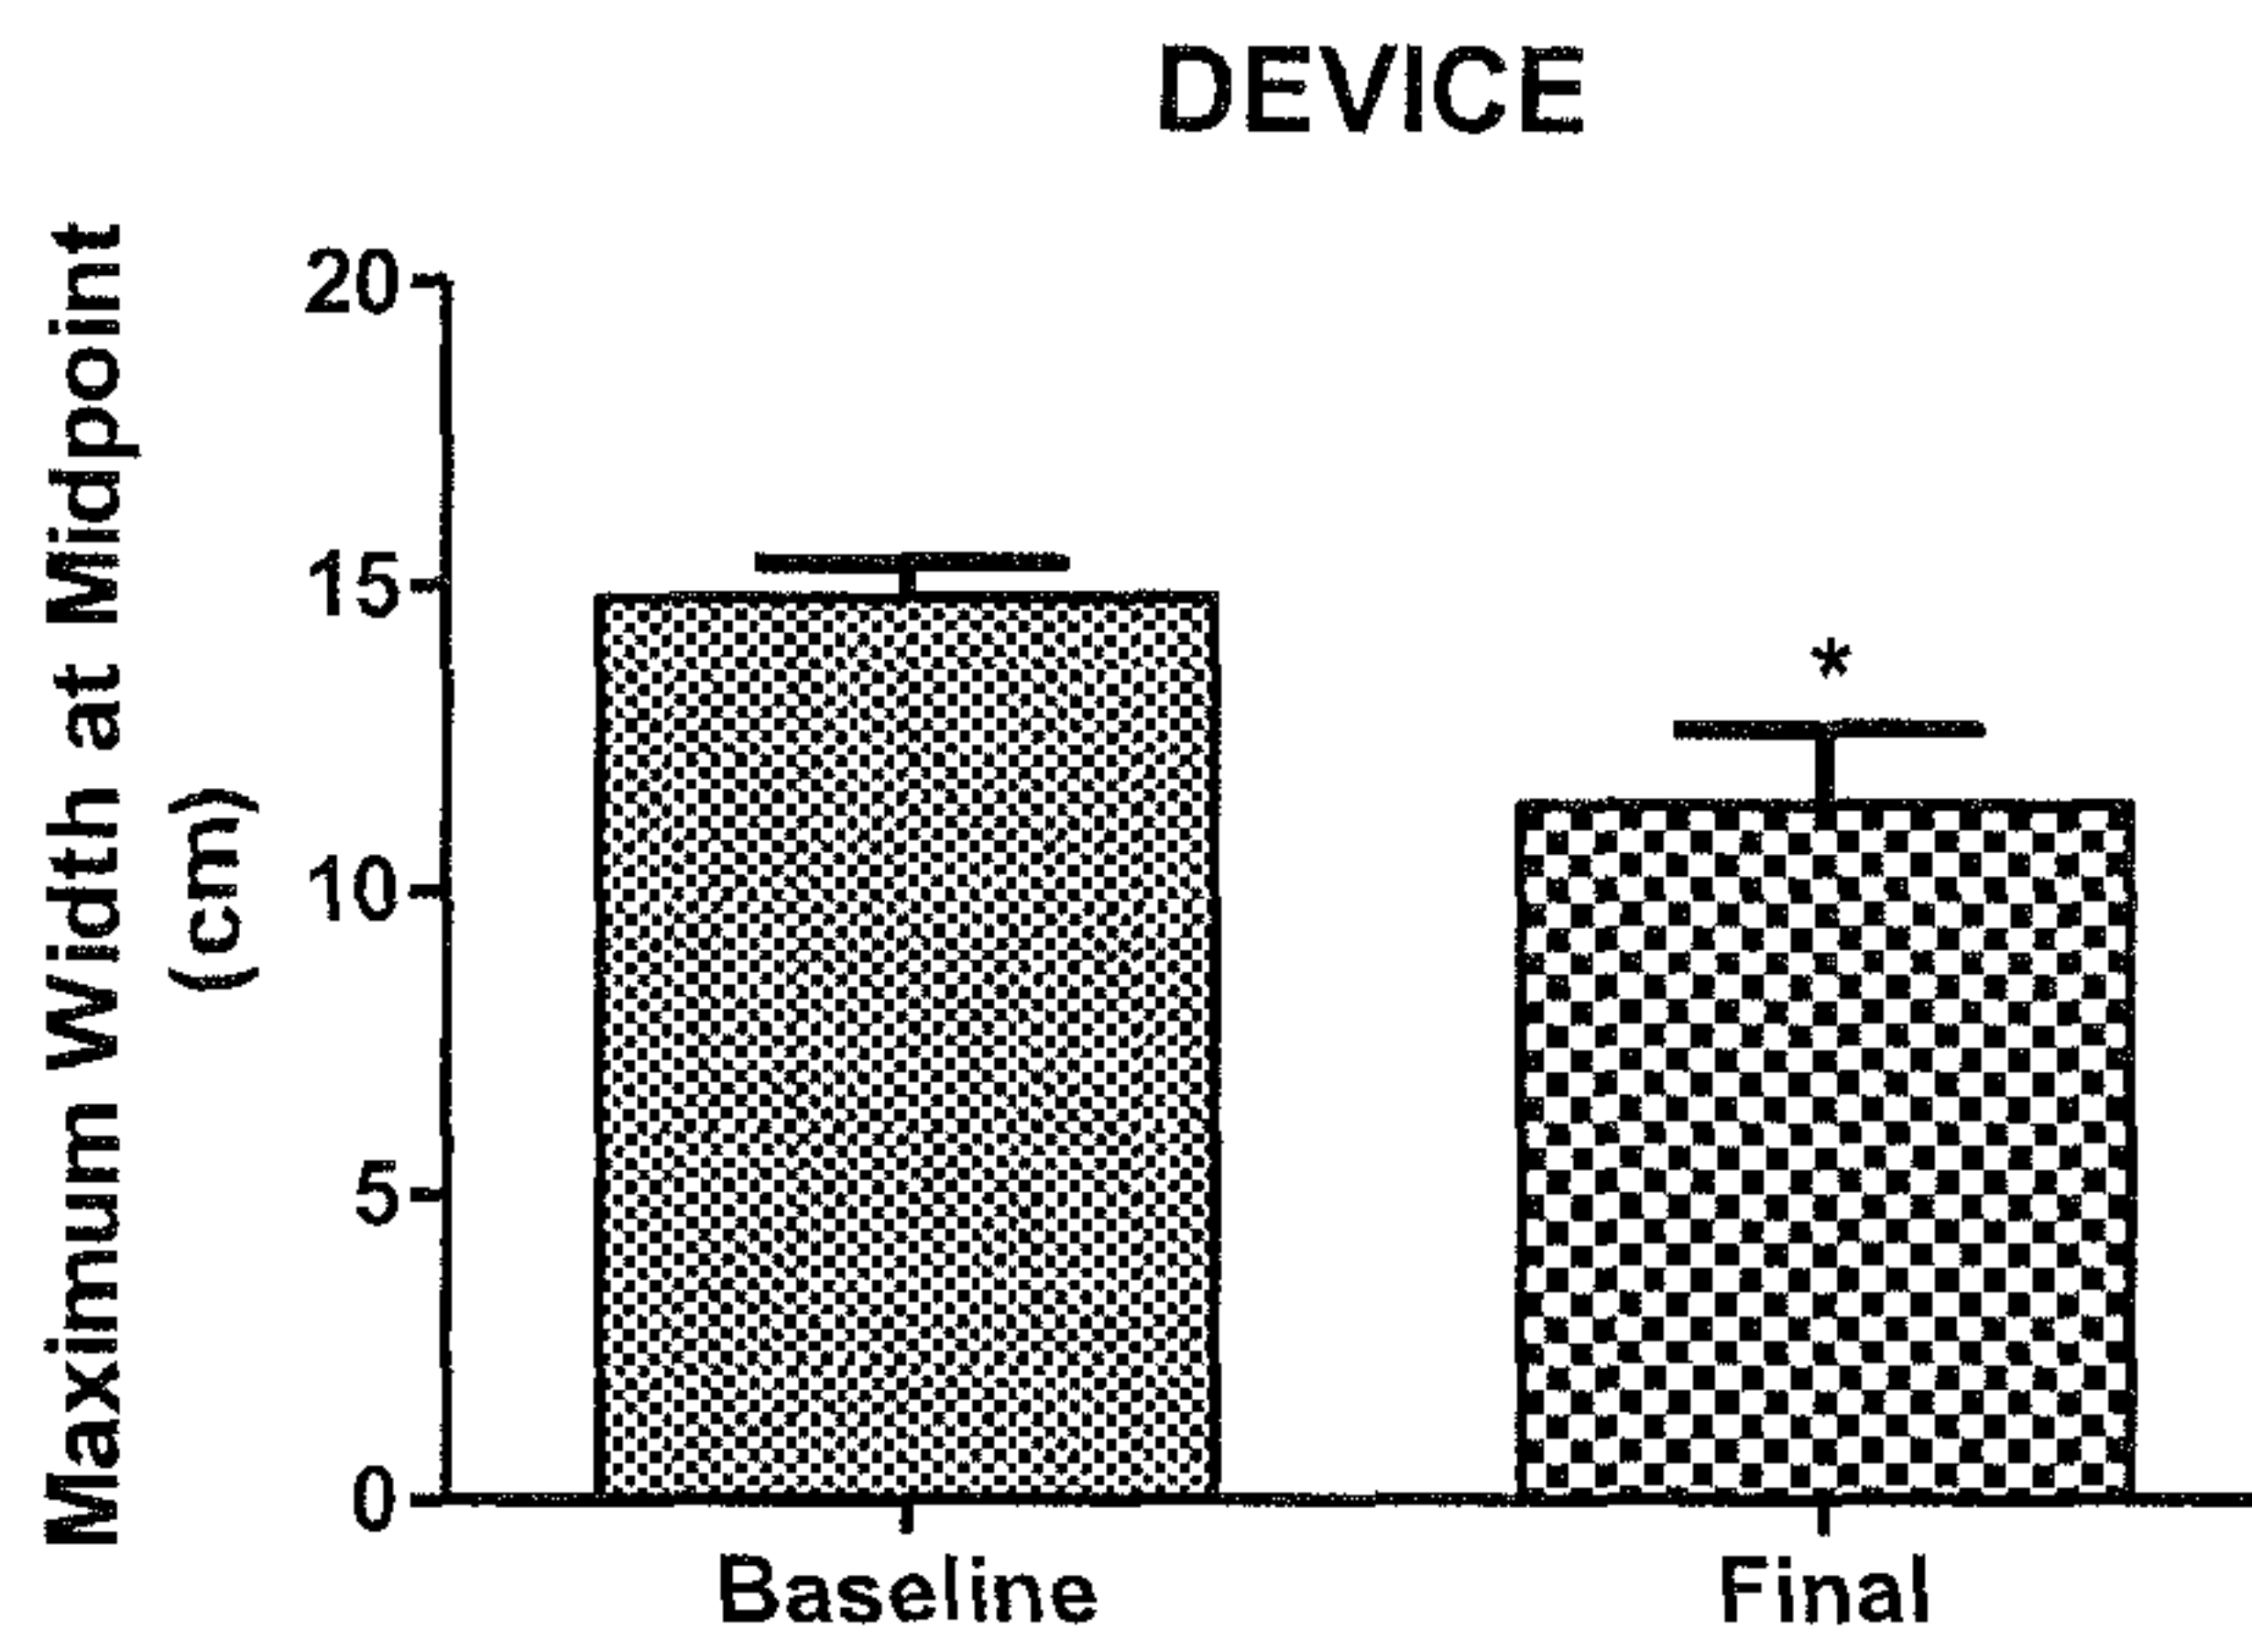 DEVICE
Maximum Width at Midpoint
(cm)
20
15
10
5
0
*
Baseline
Final